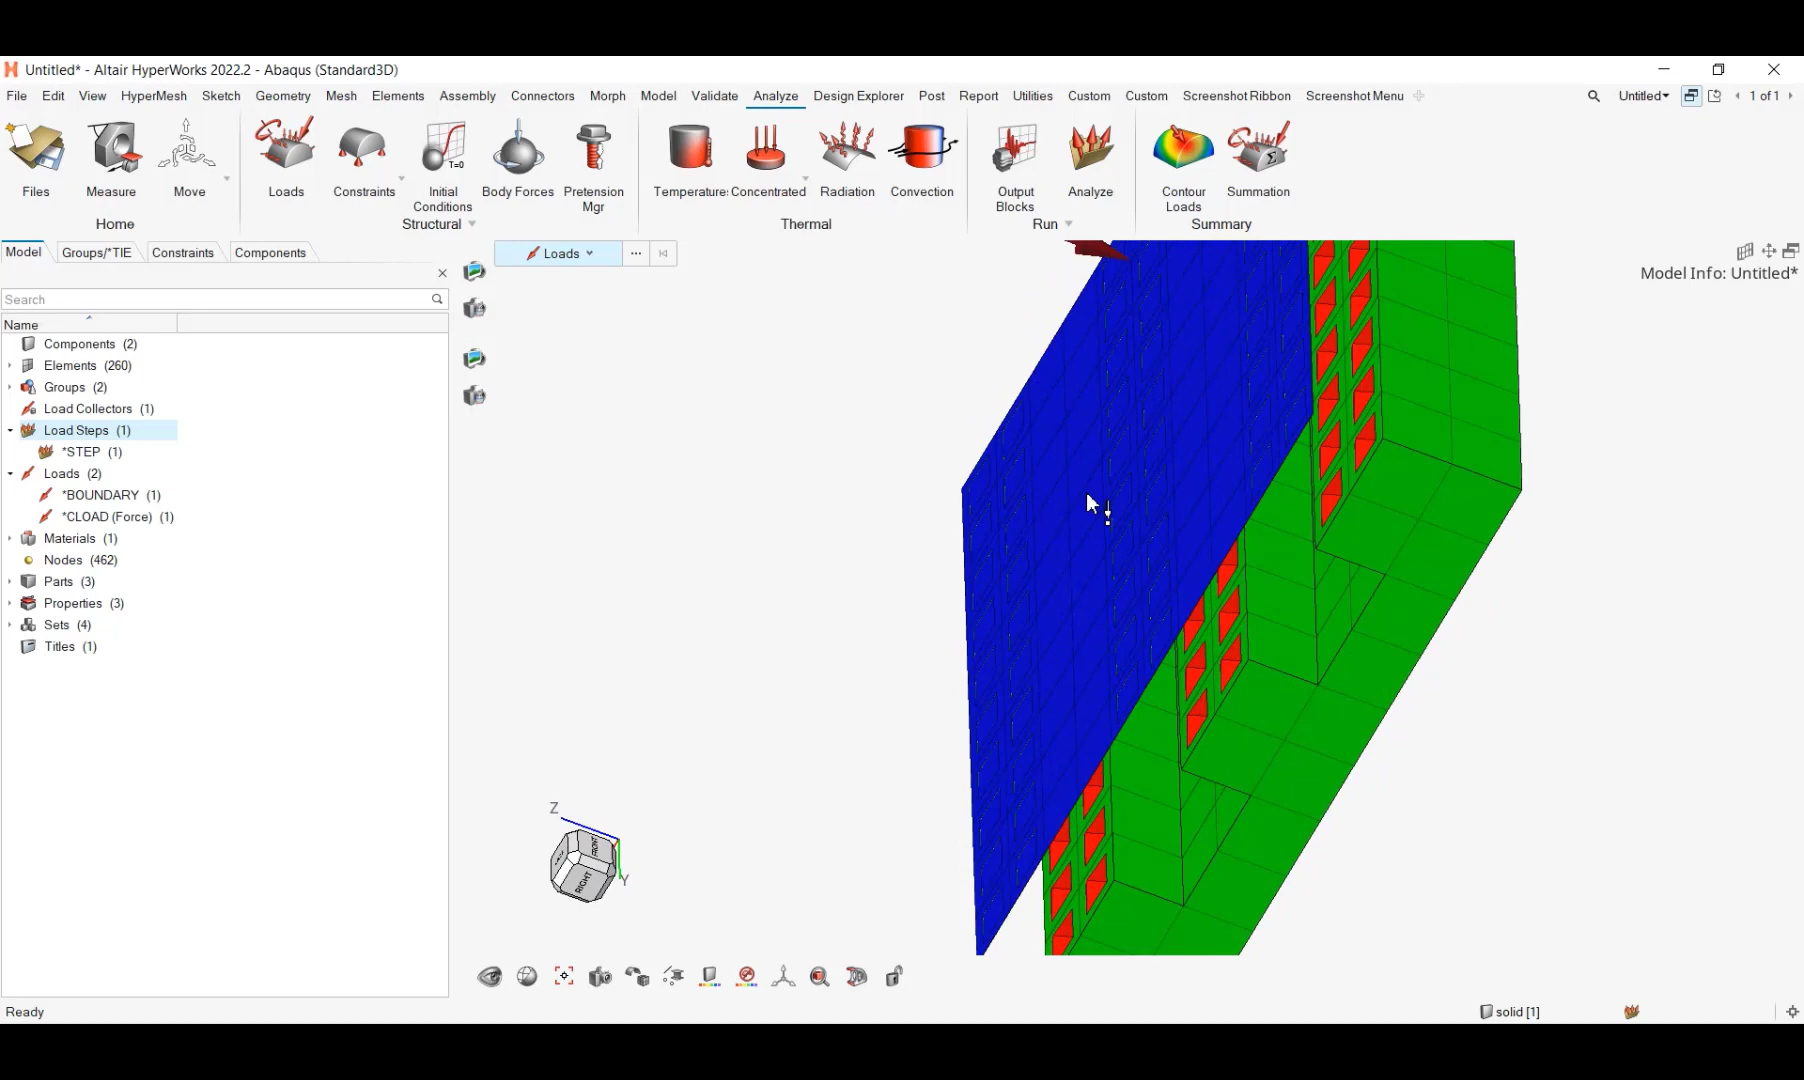 Untitled* - Altair HyperWorks 2022.2 - Abaqus (Standard3D)
File Edit View HyperMesh Sketch Geometry Mesh Elements Assembly Connectors Morph Model Validate Analyze Design Explorer Post Report Utilities Custom Custom Screenshot Ribbon Screenshot Menu Untitled 1 of 1
T=0
Files Measure Move Loads Constraints Initial Conditions Body Forces Pretension Mgr Temperature: Concentrated Radiation Convection Output Blocks Analyze Contour Loads Summation
Home Structural Thermal Run Summary
Model Groups/*TIE Constraints Components
Loads
Model Info: Untitled*
Search
Name
Components (2)
Elements (260)
Groups (2)
Load Collectors (1)
Load Steps (1)
*STEP (1)
Loads (2)
*BOUNDARY (1)
*CLOAD (Force) (1)
Materials (1)
Nodes (462)
Parts (3)
Properties (3)
Sets (4)
Titles (1)
Z
FRONT
RIGHT
Y
Ready
solid [1]